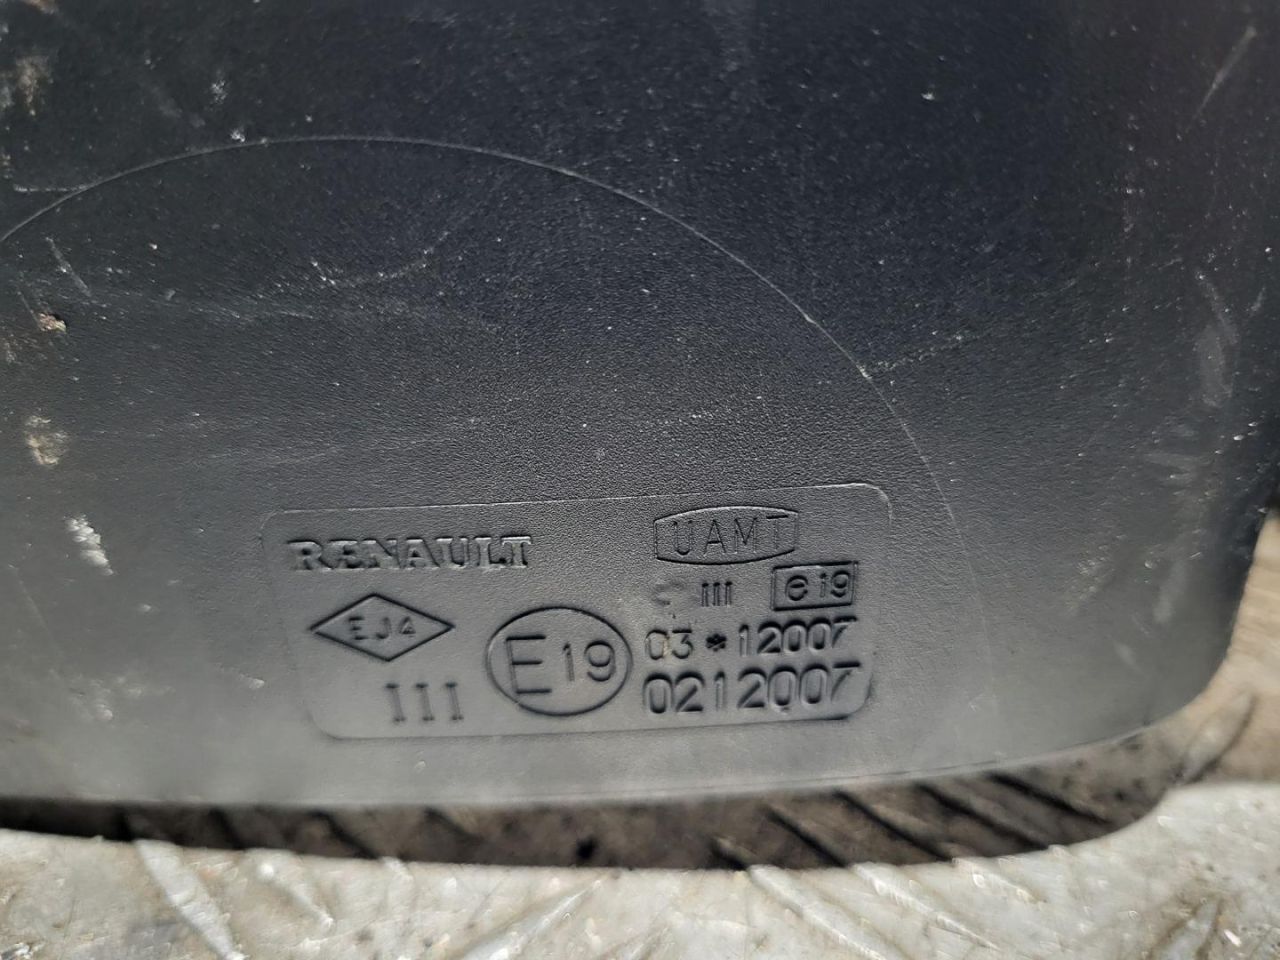 RENAULT
UAMT
III e19
EJ4
E19
03*12007
III
0212007